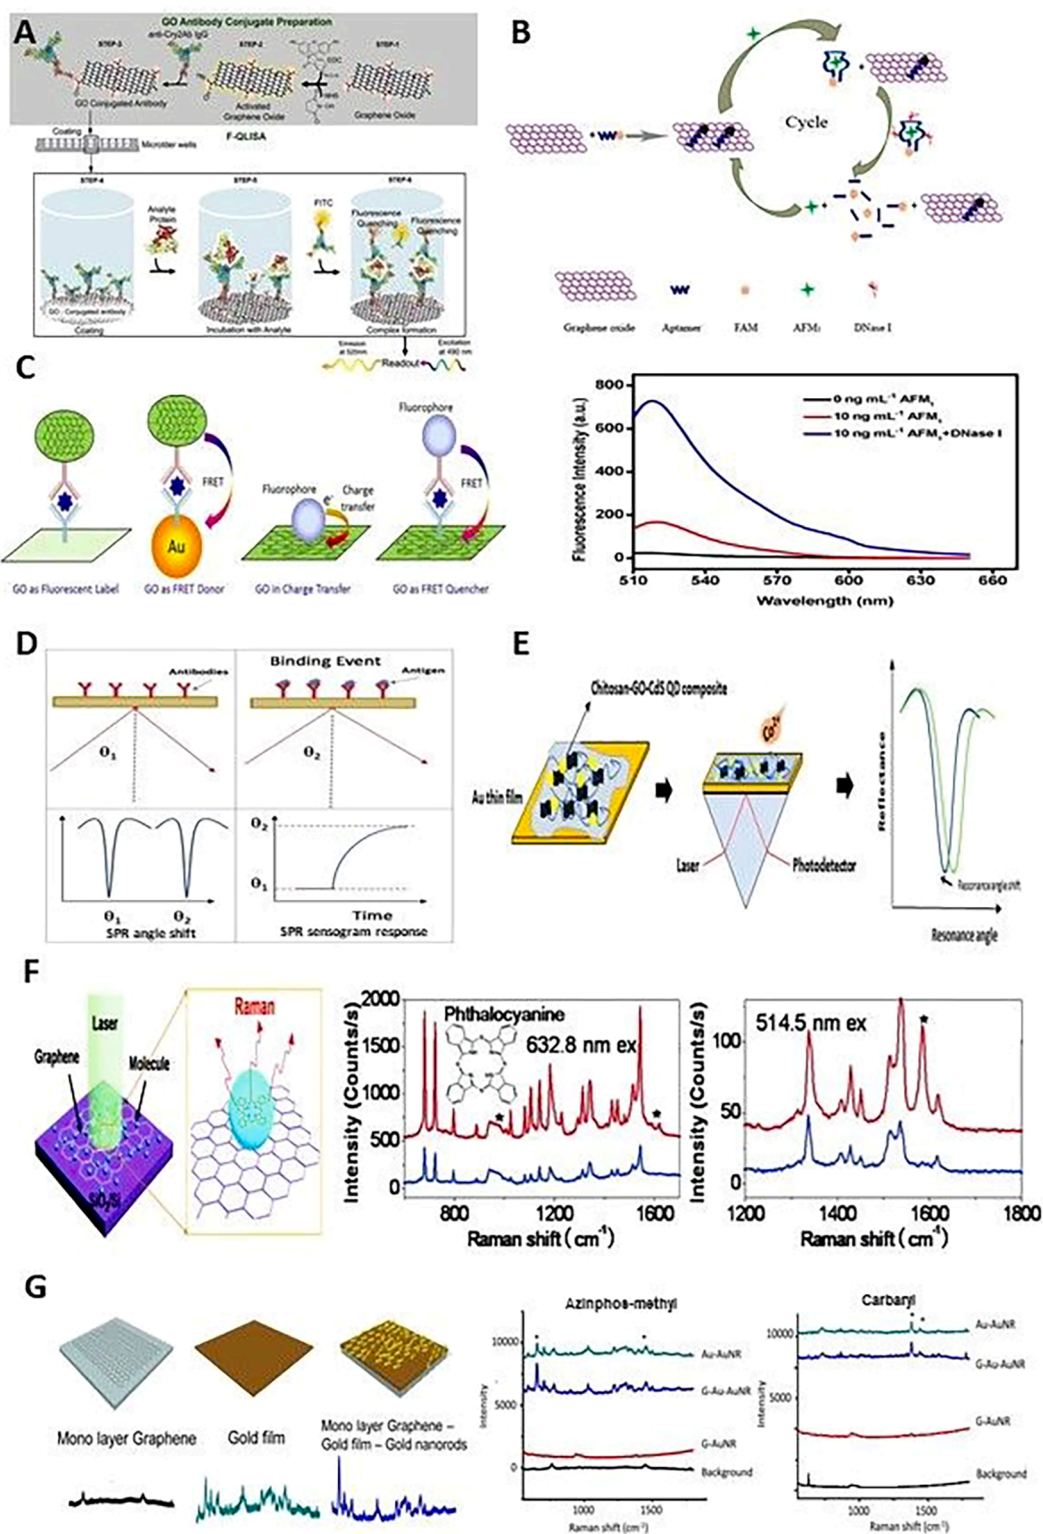 A
GO Antibody Conjugate Preparation
anti-Cry2Ab IgG
STEP-3
STEP-2
STEP-1
EDC
NHS
GO Conjugated Antibody
Activated
Graphene Oxide
Graphene Oxide
Coating
F-QLISA
Microtiter wells
STEP-4
STEP-5
STEP-6
Analyte
Protein
FITC
Fluorescence
Quenching
Fluorescence
Quenching
GO - Conjugated antibody
Coating
Incubation with Analyte
Complex formation
Emission
at 520nm
Readout
Excitation
at 490 nm
B
Cycle
Graphene oxide
Aptamer
FAM
AFM₁
DNase I
800
600
400
200
0
Fluorescence Intensity (a.u.)
0 ng mL⁻¹ AFM₁
10 ng mL⁻¹ AFM₁
10 ng mL⁻¹ AFM₁+DNase I
510 540 570 600 630 660
Wavelength (nm)
C
Fluorophore
FRET
Fluorophore
e⁻
Charge
transfer
FRET
Au
GO as Fluorescent Label
GO as FRET Donor
GO in Charge Transfer
GO as FRET Quencher
D
Antibodies
Binding Event
Antigen
θ₁
θ₂
θ₁ θ₂
SPR angle shift
θ₂
θ₁
Time
SPR sensogram response
E
Chitosan-GO-CdS QD composite
Au thin film
Co²⁺
Laser
Photodetector
Reflectance
Resonance angle shift
Resonance angle
F
Laser
Graphene
Molecule
SiO₂/Si
Raman
2000
1500
1000
500
0
Intensity (Counts/s)
Phthalocyanine
632.8 nm ex
800 1200 1600
Raman shift ( cm⁻¹)
100
50
0
Intensity (Counts/s)
514.5 nm ex
1200 1400 1600 1800
Raman shift ( cm⁻¹)
G
Mono layer Graphene
Gold film
Mono layer Graphene –
Gold film – Gold nanorods
Azinphos-methyl
10000
5000
0
Intensity
Au-AuNR
G-Au-AuNR
G-AuNR
Background
1000 1500
Raman shift (cm⁻¹)
Carbaryl
10000
5000
Intensity
Au-AuNR
G-Au-AuNR
G-AuNR
Background
1000 1500
Raman shift (cm⁻¹)